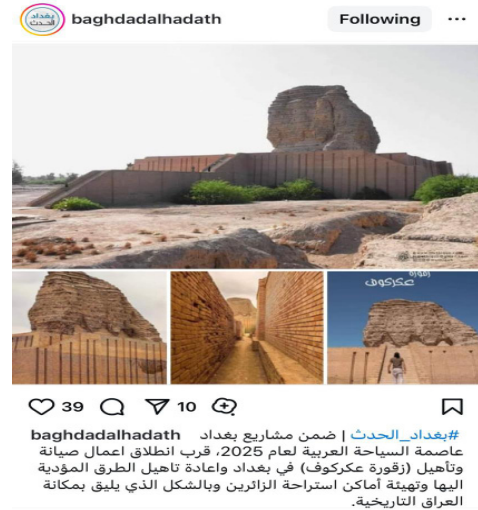 baghdadalhadath
Following
زقورة
عكركوف
39
10
baghdadalhadath #بغداد_الحدث | ضمن مشاريع بغداد
عاصمة السياحة العربية لعام 2025، قرب انطلاق اعمال صيانة
وتأهيل (زقورة عكركوف) في بغداد واعادة تاهيل الطرق المؤدية
اليها وتهيئة أماكن استراحة الزائرين وبالشكل الذي يليق بمكانة
العراق التاريخية.